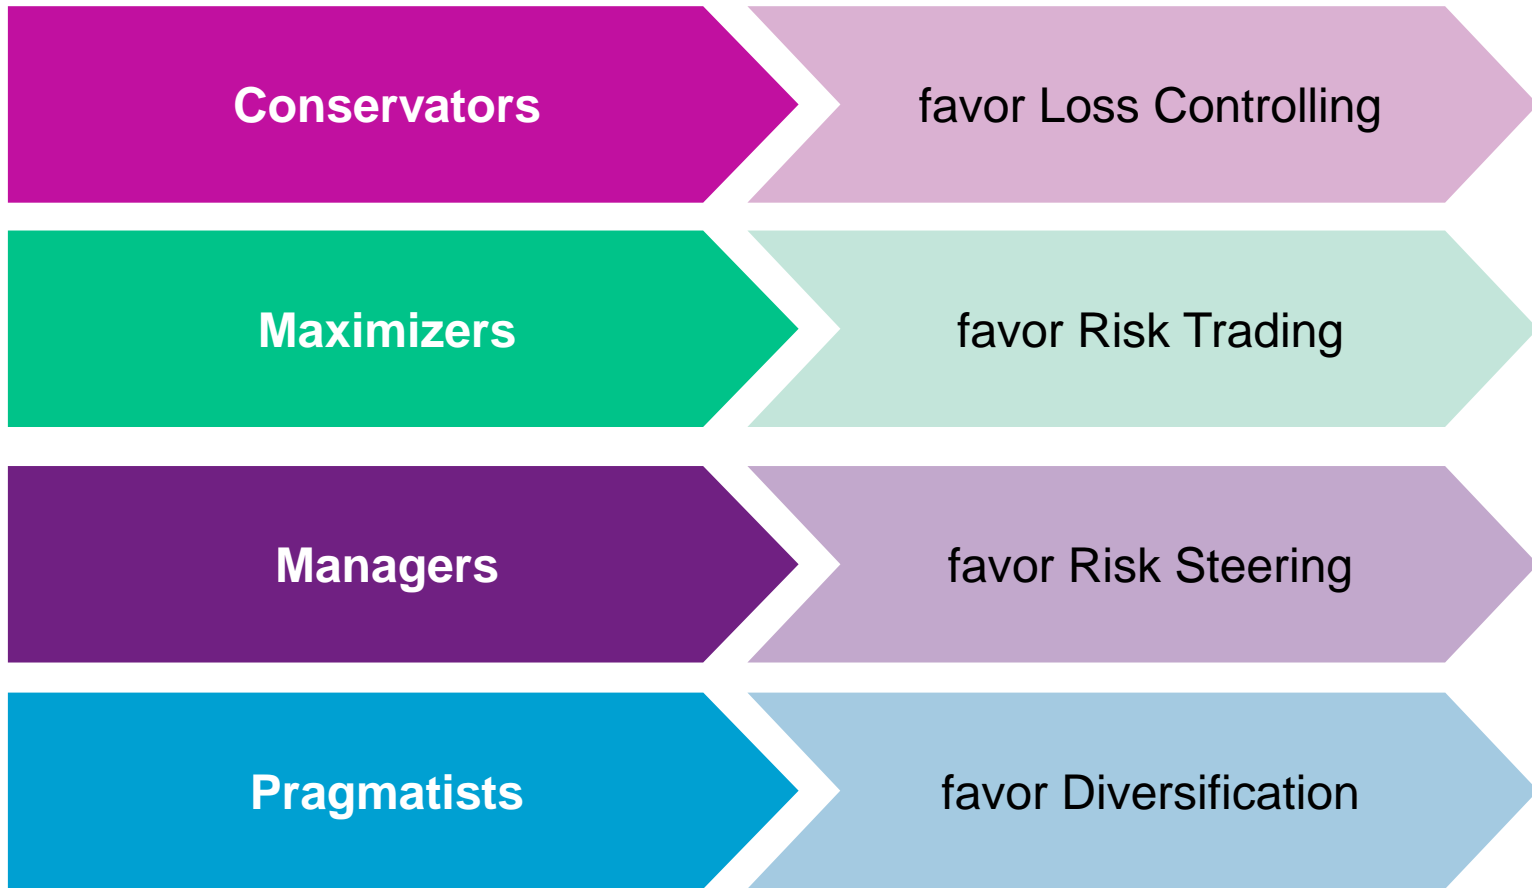 Conservators
favor Loss Controlling
Maximizers
favor Risk Trading
Managers
favor Risk Steering
Pragmatists
favor Diversification